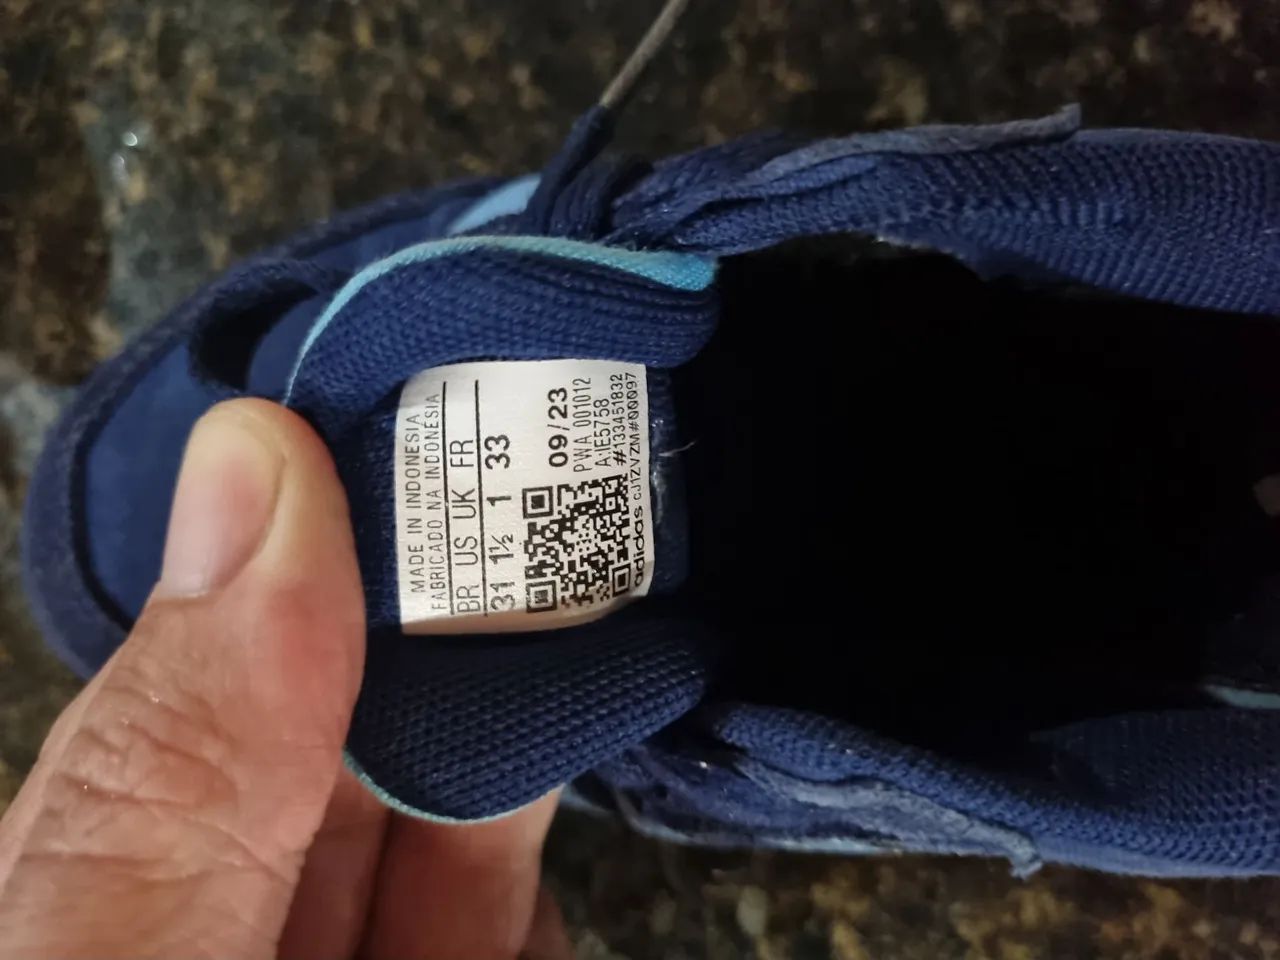 MADE IN INDONESIA
FABRICADO NA INDONÉSIA
BR US UK FR
31 1½ 1 33
09/23
PWA 001012
A:IE5758
#133451832
adidas cJ1ZVZM#00097